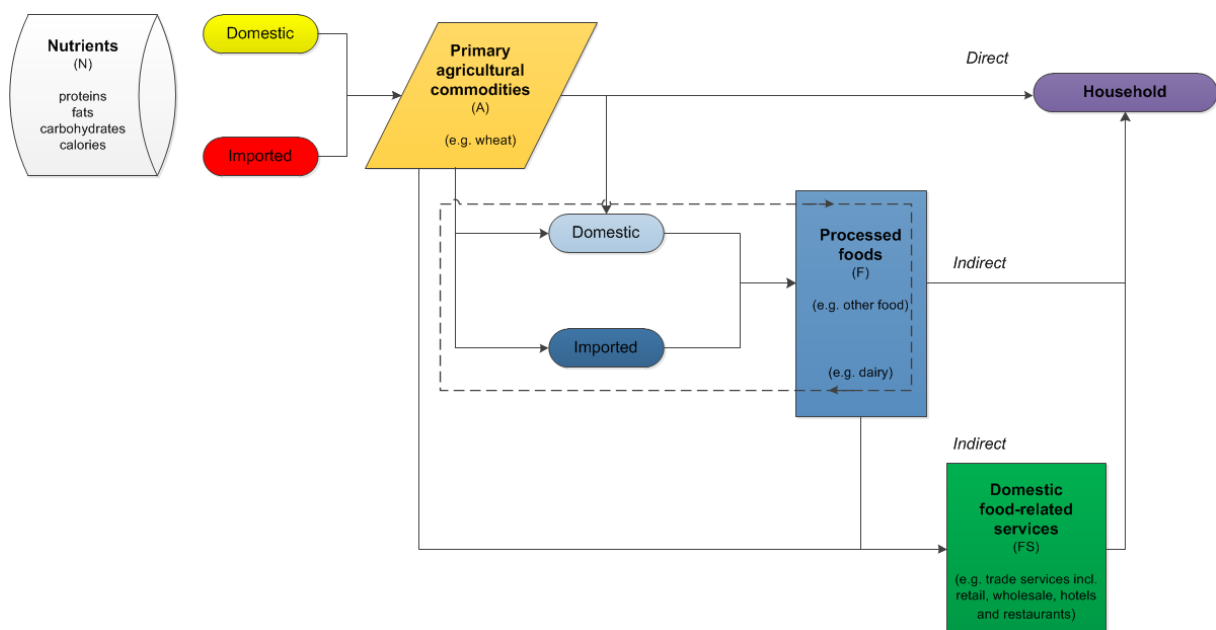 Nutrients
(N)
proteins
fats
carbohydrates
calories
Domestic
Imported
Primary
agricultural
commodities
(A)
(e.g. wheat)
Direct
Household
Domestic
Imported
Processed
foods
(F)
(e.g. other food)
(e.g. dairy)
Indirect
Indirect
Domestic
food-related
services
(FS)
(e.g. trade services incl.
retail, wholesale, hotels
and restaurants)